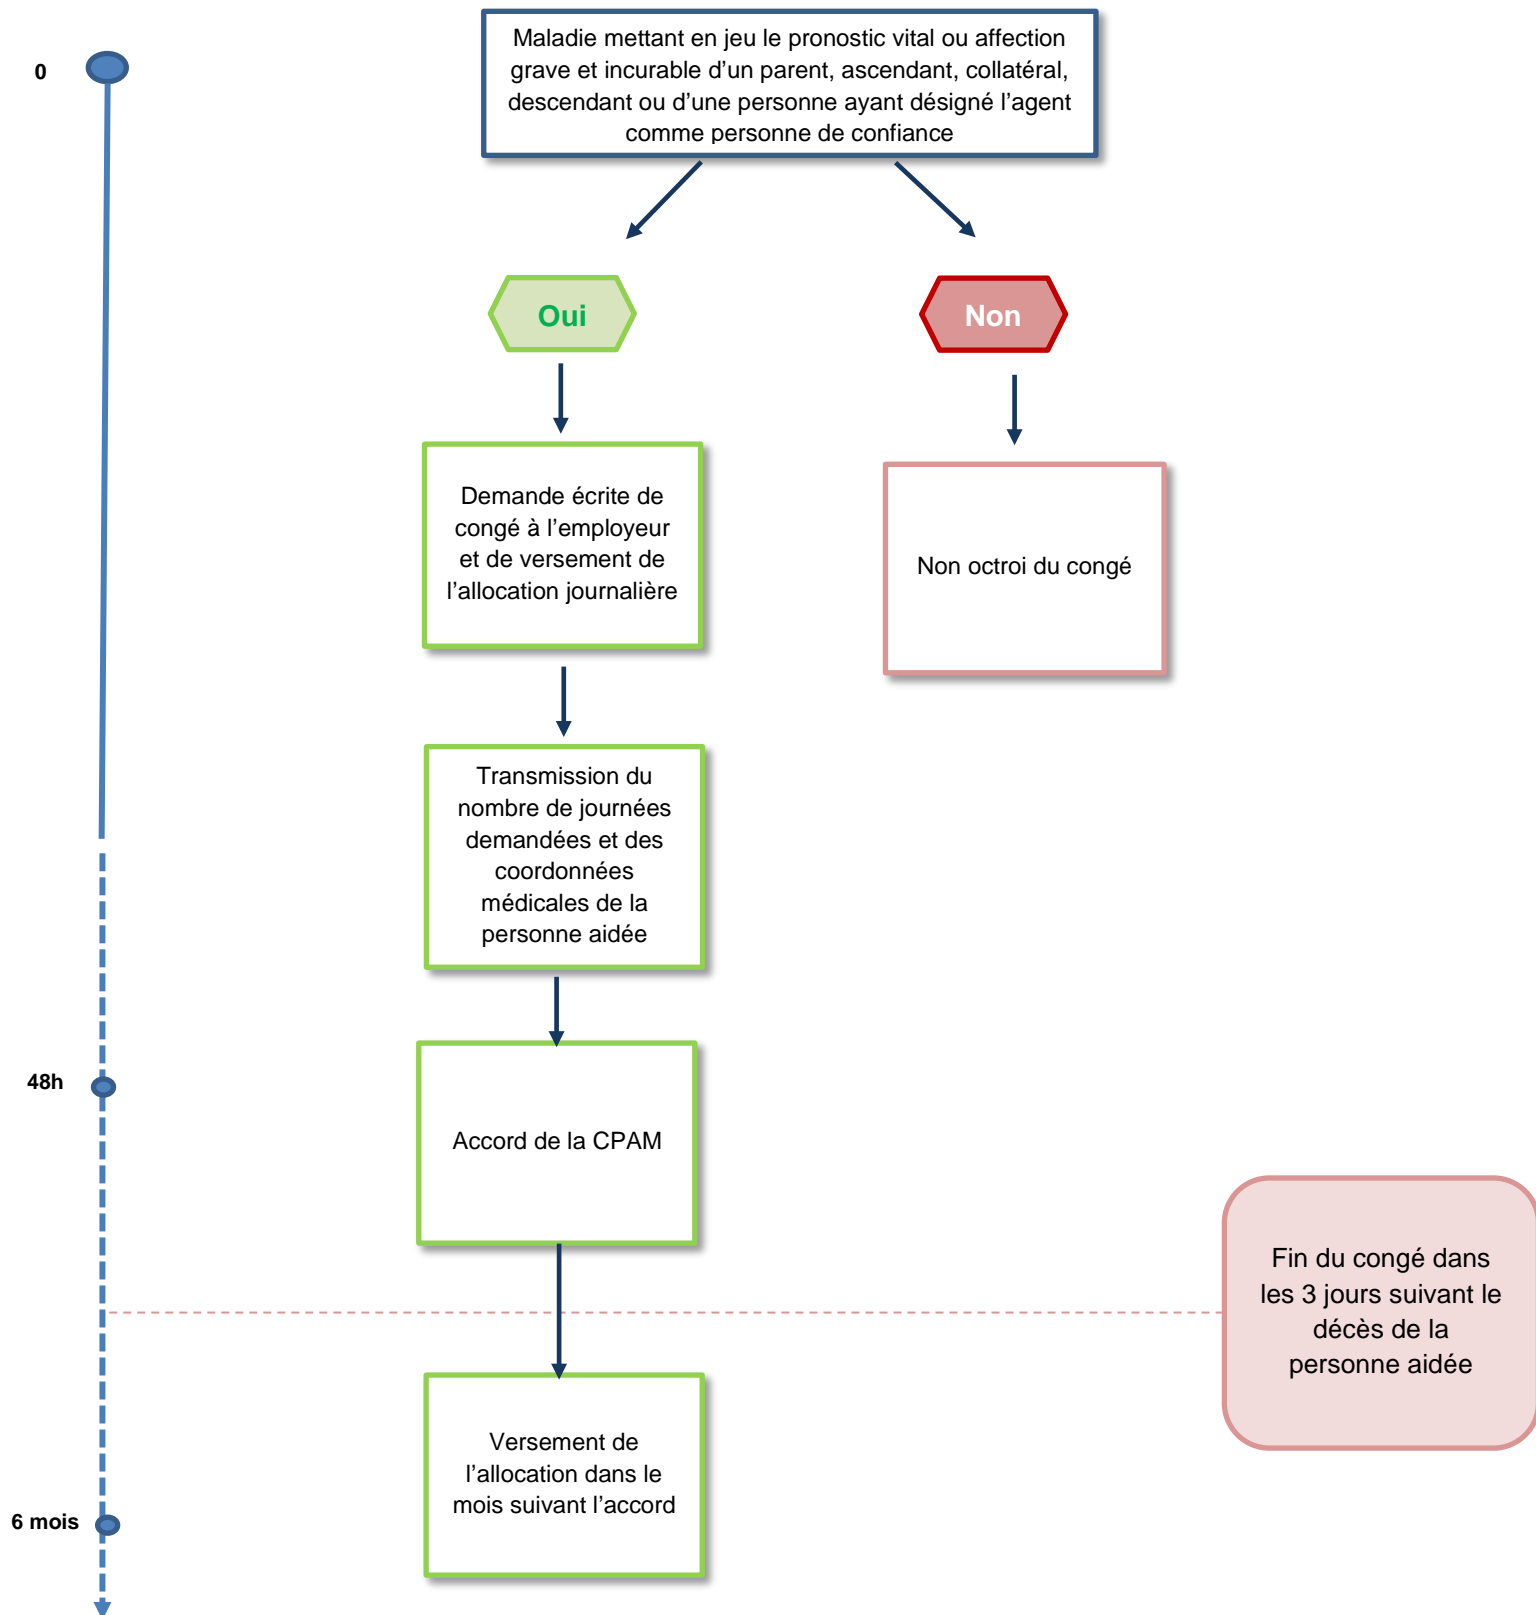 0
Maladie mettant en jeu le pronostic vital ou affection
grave et incurable d’un parent, ascendant, collatéral,
descendant ou d’une personne ayant désigné l’agent
comme personne de confiance
Oui
Non
Demande écrite de
congé à l’employeur
et de versement de
l’allocation journalière
Non octroi du congé
Transmission du
nombre de journées
demandées et des
coordonnées
médicales de la
personne aidée
48h
Accord de la CPAM
Fin du congé dans
les 3 jours suivant le
décès de la
personne aidée
Versement de
l’allocation dans le
mois suivant l’accord
6 mois